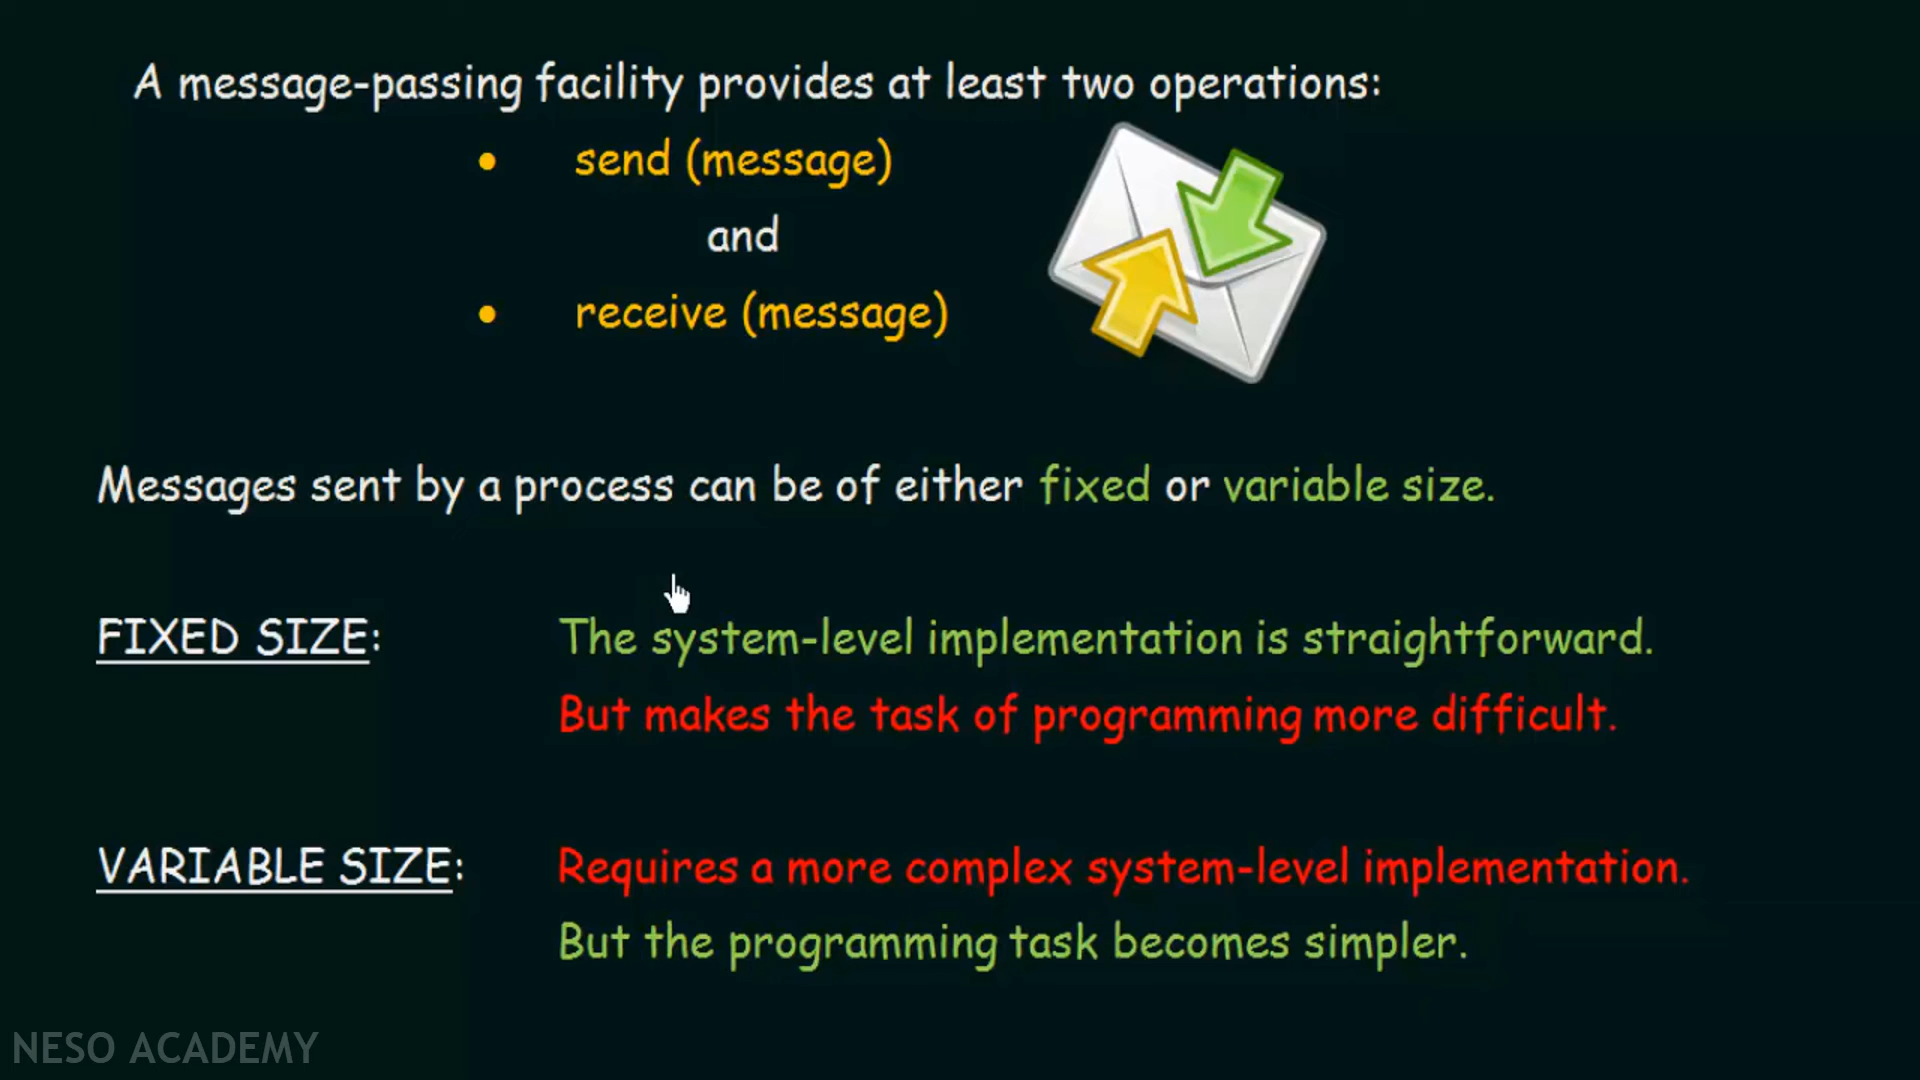 A message-passing facility provides at least two operations:
• send (message)
and
• receive (message)
Messages sent by a process can be of either fixed or variable size.
FIXED SIZE: The system-level implementation is straightforward.
But makes the task of programming more difficult.
VARIABLE SIZE: Requires a more complex system-level implementation.
But the programming task becomes simpler.
NESO ACADEMY